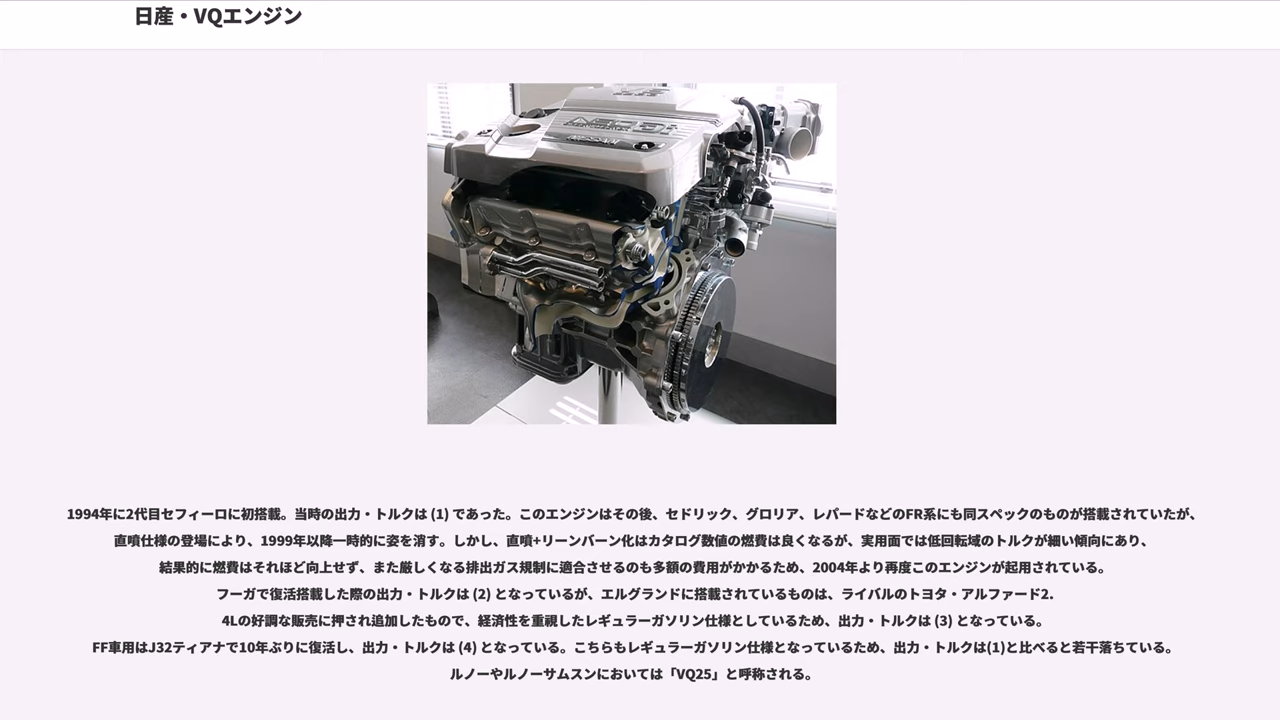 日産・VQエンジン
NISSAN
1994年に2代目セフィーロに初搭載。当時の出力・トルクは (1) であった。このエンジンはその後、セドリック、グロリア、レパードなどのFR系にも同スペックのものが搭載されていたが、
直噴仕様の登場により、1999年以降一時的に姿を消す。しかし、直噴+リーンバーン化はカタログ数値の燃費は良くなるが、実用面では低回転域のトルクが細い傾向にあり、
結果的に燃費はそれほど向上せず、また厳しくなる排出ガス規制に適合させるのも多額の費用がかかるため、2004年より再度このエンジンが起用されている。
フーガで復活搭載した際の出力・トルクは (2) となっているが、エルグランドに搭載されているものは、ライバルのトヨタ・アルファード2.
4Lの好調な販売に押され追加したもので、経済性を重視したレギュラーガソリン仕様としているため、出力・トルクは (3) となっている。
FF車用はJ32ティアナで10年ぶりに復活し、出力・トルクは (4) となっている。こちらもレギュラーガソリン仕様となっているため、出力・トルクは(1)と比べると若干落ちている。
ルノーやルノーサムスンにおいては「VQ25」と呼称される。